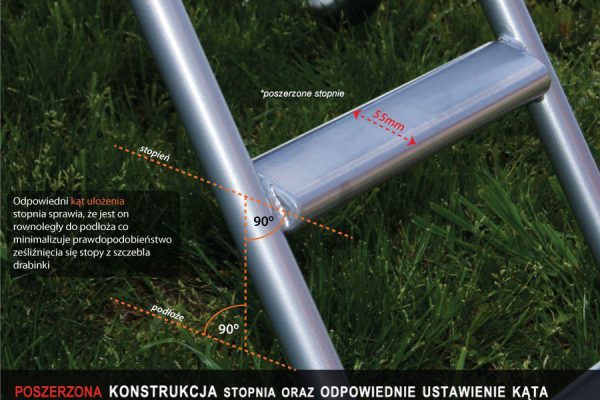 *poszerzone stopnie
55mm
stopień
Odpowiedni kąt ułożenia
stopnia sprawia, że jest on
rownoległy do podłoża co
minimalizuje prawdopodobieństwo
ześliźnięcia się stopy z szczebla
drabinki
90°
podłoże
90°
POSZERZONA KONSTRUKCJA STOPNIA ORAZ ODPOWIEDNIE USTAWIENIE KĄTA